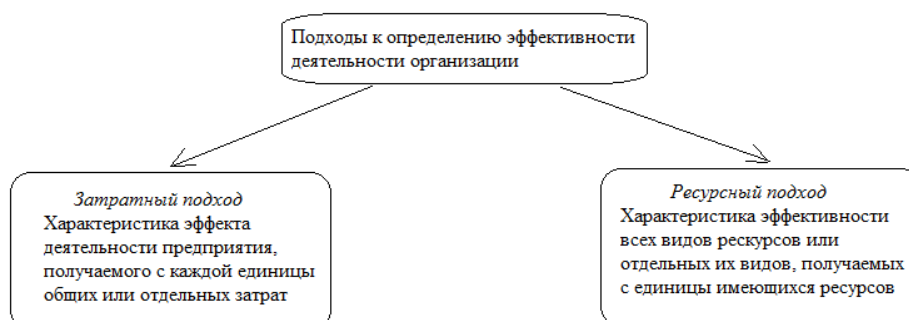 Подходы к определению эффективности
деятельности организации
Затратный подход
Характеристика эффекта
деятельности предприятия,
получаемого с каждой единицы
общих или отдельных затрат
Ресурсный подход
Характеристика эффективности
всех видов рескурсов или
отдельных их видов, получаемых
с единицы имеющихся ресурсов